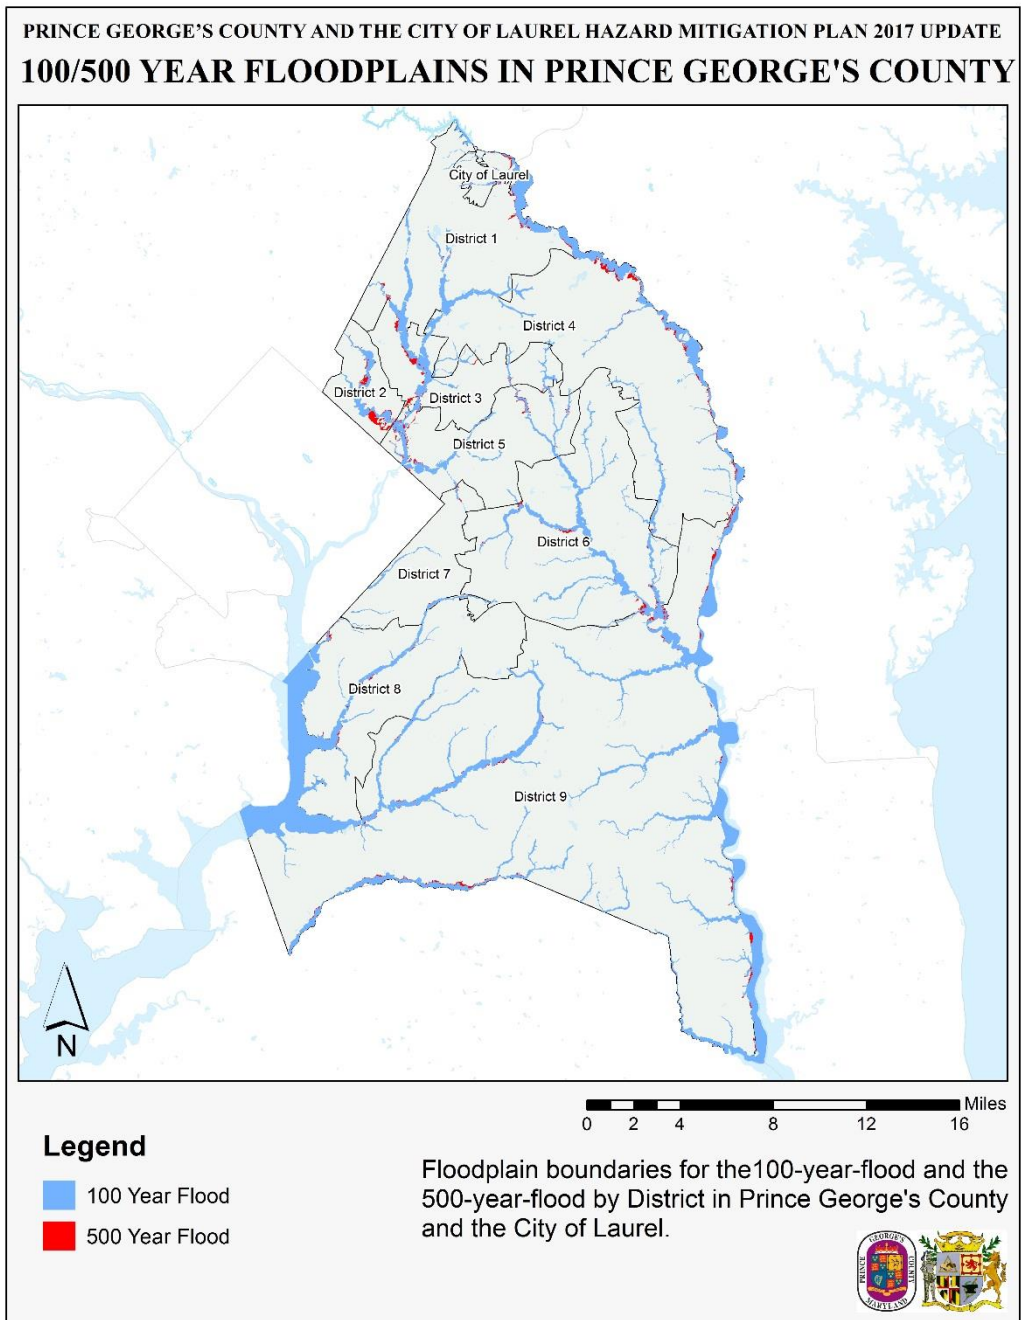 PRINCE GEORGE'S COUNTY AND THE CITY OF LAUREL HAZARD MITIGATION PLAN 2017 UPDATE
100/500 YEAR FLOODPLAINS IN PRINCE GEORGE'S COUNTY
City of Laurel
District 1
District 4
District 2
District 3
District 5
District 6
District 7
District 8
District 9
N
Miles
0 2 4 8 12 16
Legend
100 Year Flood
500 Year Flood
Floodplain boundaries for the100-year-flood and the
500-year-flood by District in Prince George's County
and the City of Laurel.
PRINCE GEORGE'S COUNTY MARYLAND